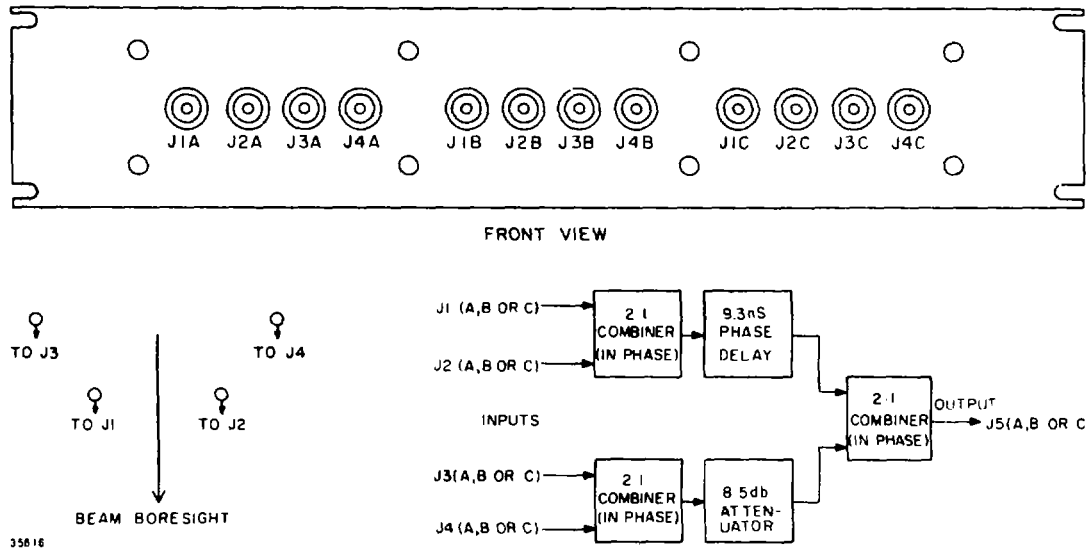 J1A J2A J3A J4A J1B J2B J3B J4B J1C J2C J3C J4C
FRONT VIEW
TO J3
TO J4
TO J1
TO J2
BEAM BORESIGHT
35816
J1 (A,B OR C)
J2 (A,B OR C)
INPUTS
J3(A,B OR C)
J4(A,B OR C)
2 1
COMBINER
(IN PHASE)
9.3nS
PHASE
DELAY
2 1
COMBINER
(IN PHASE)
8 5db
ATTEN-
UATOR
2·1
COMBINER
(IN PHASE)
OUTPUT
J5(A,B OR C